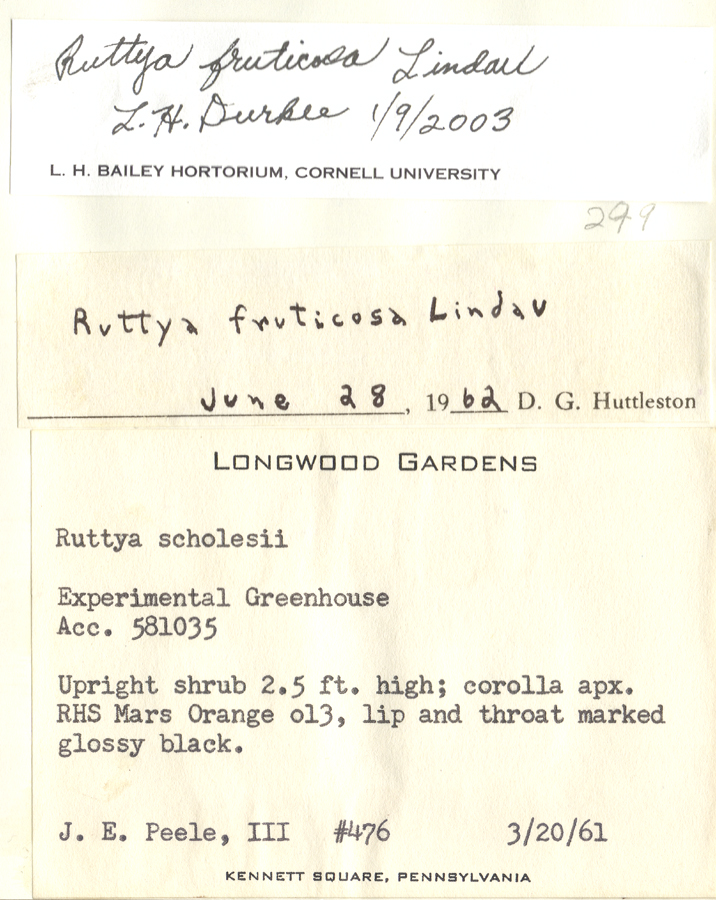 Ruttya fruticosa Lindau
L. H. Durkee 1/9/2003
L. H. BAILEY HORTORIUM, CORNELL UNIVERSITY
299
Ruttya fruticosa Lindau
June 28, 1962 D. G. Huttleston
LONGWOOD GARDENS
Ruttya scholesii
Experimental Greenhouse
Acc. 581035
Upright shrub 2.5 ft. high; corolla apx.
RHS Mars Orange o13, lip and throat marked
glossy black.
J. E. Peele, III #476 3/20/61
KENNETT SQUARE, PENNSYLVANIA